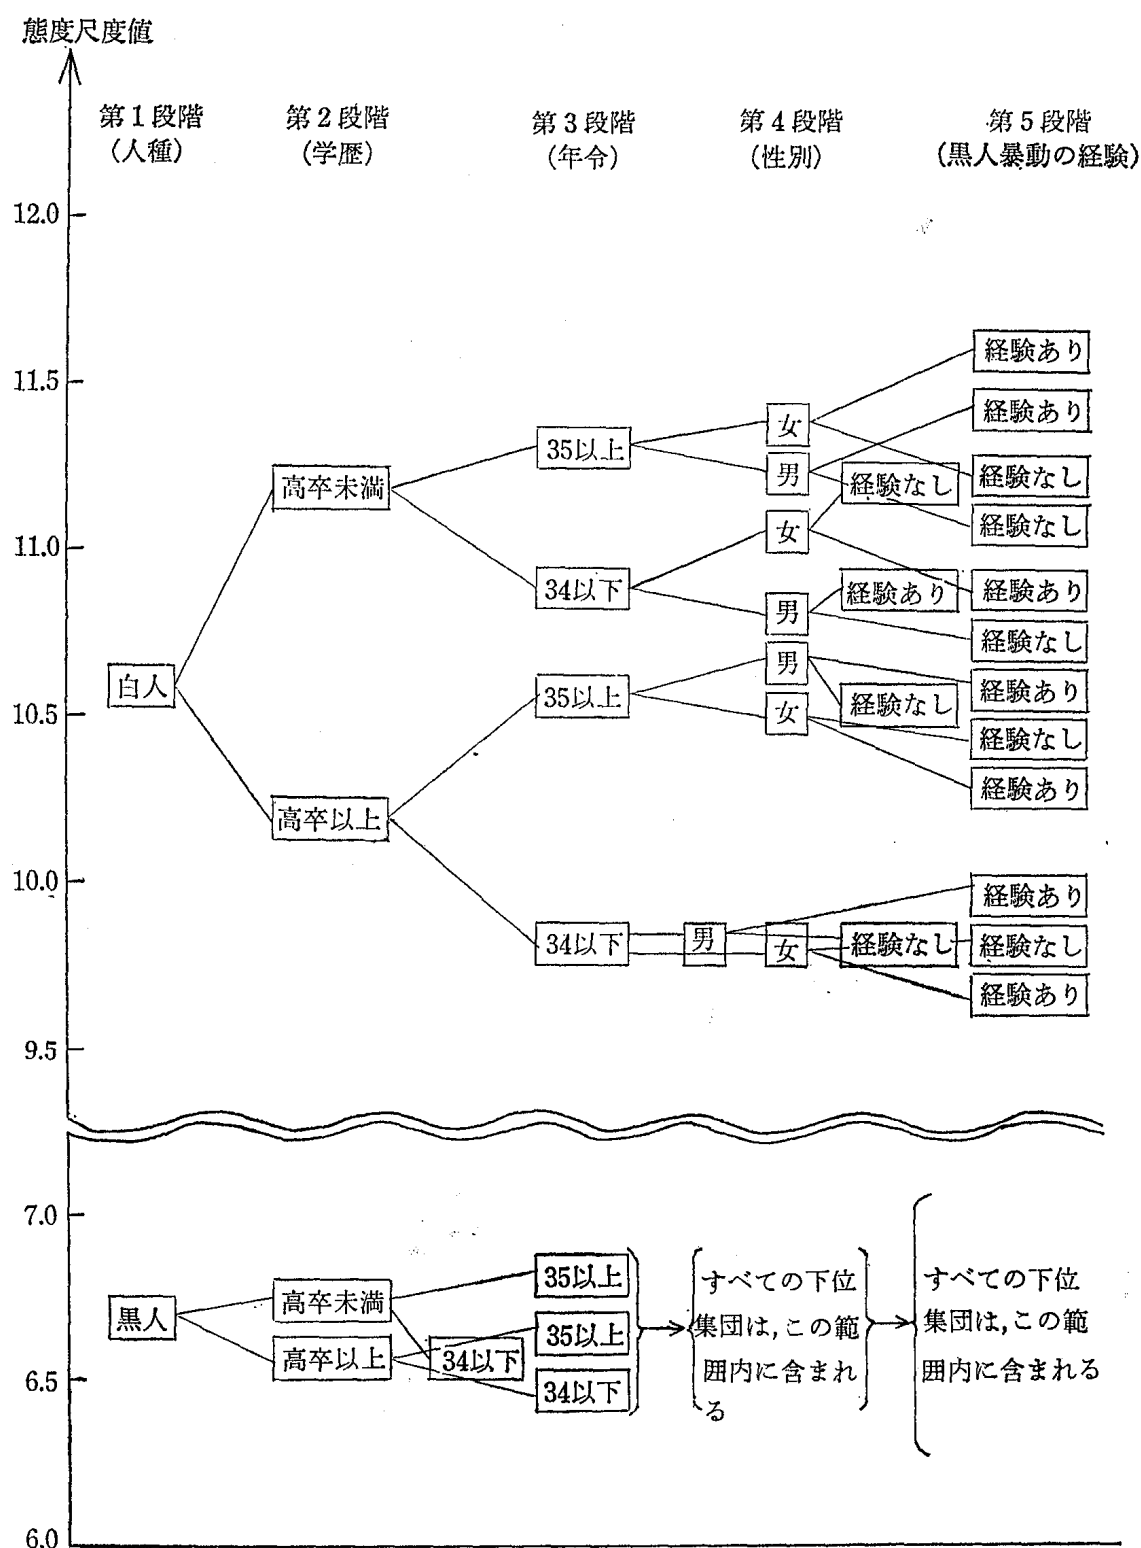 態度尺度値
第1段階
(人種)
第2段階
(学歴)
第3段階
(年令)
第4段階
(性別)
第5段階
(黒人暴動の経験)
12.0
11.5
11.0
10.5
10.0
9.5
7.0
6.5
6.0
白人
高卒未満
高卒以上
35以上
34以下
35以上
34以下
女
男
女
男
男
女
男
女
経験なし
経験あり
経験なし
経験なし
経験あり
経験あり
経験なし
経験なし
経験あり
経験なし
経験あり
経験なし
経験あり
経験あり
経験なし
経験あり
黒人
高卒未満
高卒以上
34以下
35以上
35以上
34以下
すべての下位
集団は,この範
囲内に含まれ
る
すべての下位
集団は,この範
囲内に含まれる